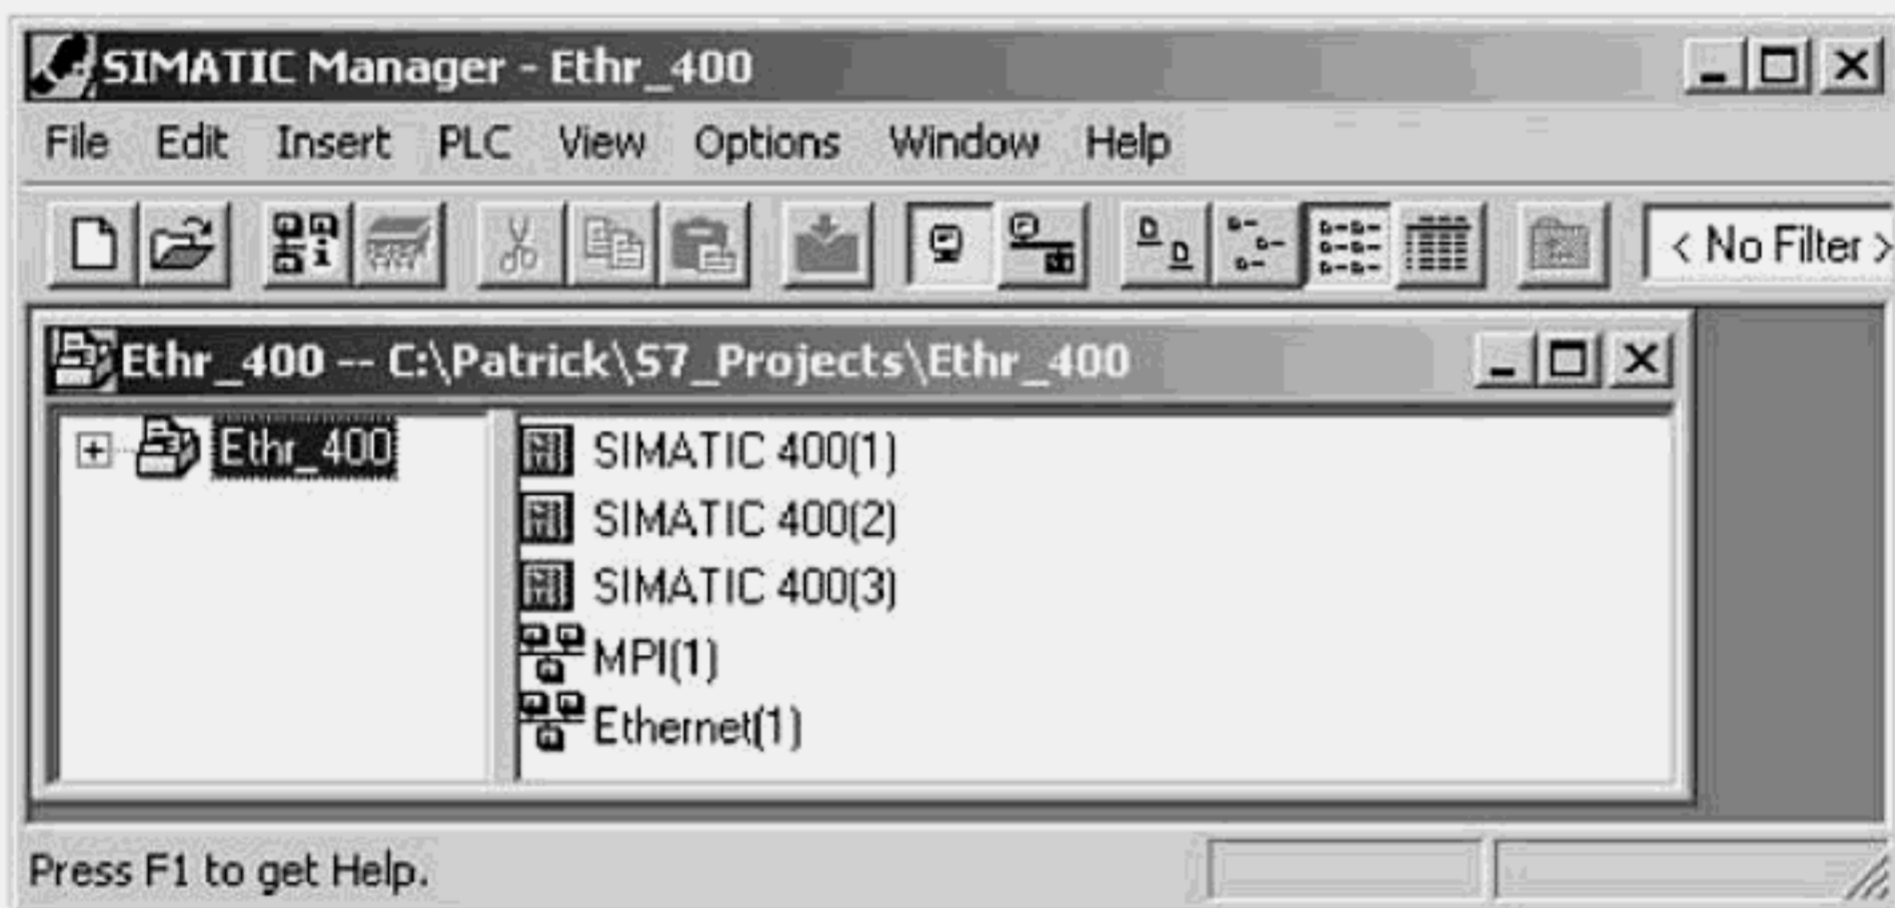 SIMATIC Manager - Ethr_400
File Edit Insert PLC View Options Window Help
< No Filter >
Ethr_400 -- C:\Patrick\S7_Projects\Ethr_400
Ethr_400
SIMATIC 400(1)
SIMATIC 400(2)
SIMATIC 400(3)
MPI(1)
Ethernet(1)
Press F1 to get Help.